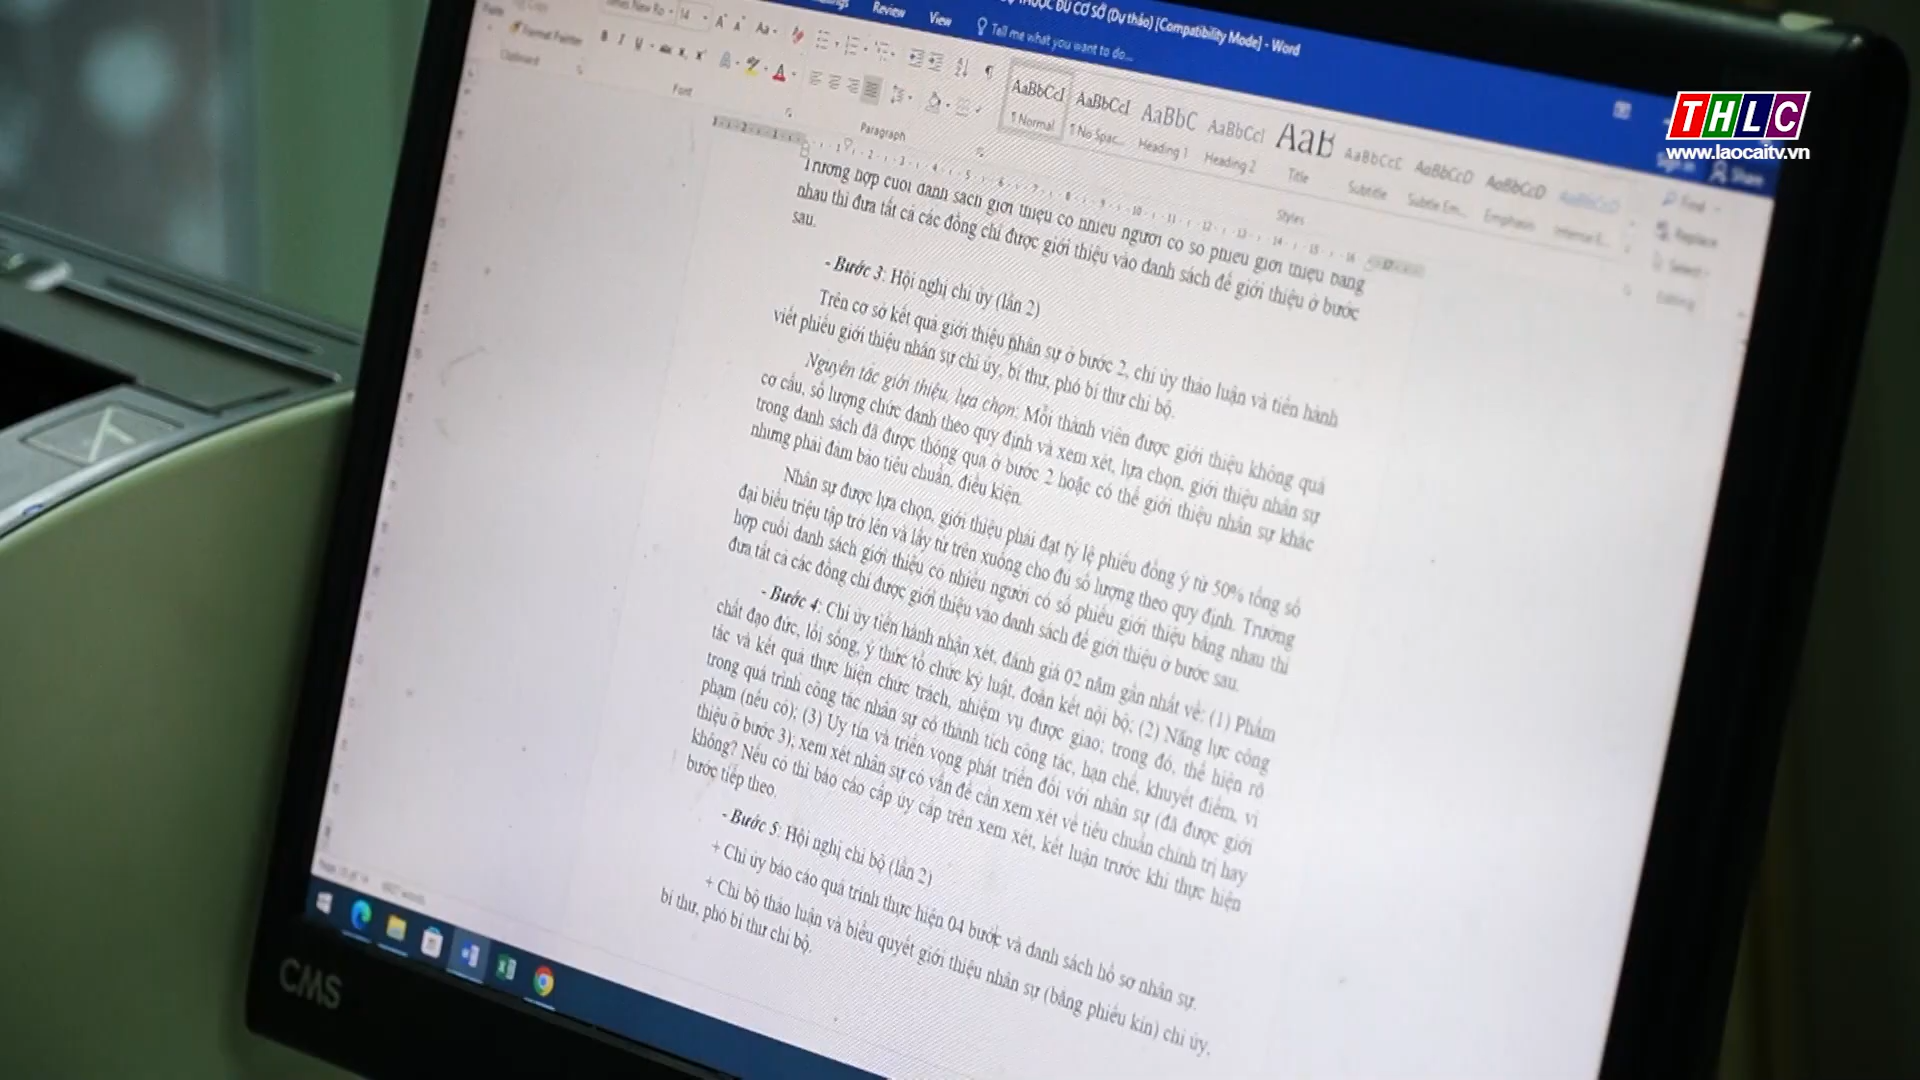 THUỘC ĐU CƠ SỞ (Dự thảo) [Compatibility Mode] - Word
Review View Tell me what you want to do...
THLC
www.laocaitv.vn
Share
14
Format Painter
Clipboard
Font
Paragraph
Styles
Editing
AaBbCcI AaBbCcI AaBbC AaBbCcI AaB AaBbCcC AaBbCcD AaBbCcD AaBbCcD
¶ Normal ¶ No Spac... Heading 1 Heading 2 Title Subtitle Subtle Em... Emphasis Intense E...
Find
Replace
Select
Trường hợp cuối danh sách giới thiệu có nhiều người có số phiếu giới thiệu bằng
nhau thì đưa tất cả các đồng chí được giới thiệu vào danh sách để giới thiệu ở bước
sau.
- Bước 3: Hội nghị chi ủy (lần 2)
Trên cơ sở kết quả giới thiệu nhân sự ở bước 2, chi ủy thảo luận và tiến hành
viết phiếu giới thiệu nhân sự chi ủy, bí thư, phó bí thư chi bộ.
Nguyên tắc giới thiệu, lựa chọn: Mỗi thành viên được giới thiệu không quá
cơ cấu, số lượng chức danh theo quy định và xem xét, lựa chọn, giới thiệu nhân sự
trong danh sách đã được thông qua ở bước 2 hoặc có thể giới thiệu nhân sự khác
nhưng phải đảm bảo tiêu chuẩn, điều kiện.
Nhân sự được lựa chọn, giới thiệu phải đạt tỷ lệ phiếu đồng ý từ 50% tổng số
đại biểu triệu tập trở lên và lấy từ trên xuống cho đủ số lượng theo quy định. Trường
hợp cuối danh sách giới thiệu có nhiều người có số phiếu giới thiệu bằng nhau thì
đưa tất cả các đồng chí được giới thiệu vào danh sách để giới thiệu ở bước sau.
- Bước 4: Chi ủy tiến hành nhận xét, đánh giá 02 năm gần nhất về: (1) Phẩm
chất đạo đức, lối sống, ý thức tổ chức kỷ luật, đoàn kết nội bộ; (2) Năng lực công
tác và kết quả thực hiện chức trách, nhiệm vụ được giao; trong đó, thể hiện rõ
trong quá trình công tác nhân sự có thành tích công tác, hạn chế, khuyết điểm, vi
phạm (nếu có); (3) Uy tín và triển vọng phát triển đối với nhân sự (đã được giới
thiệu ở bước 3); xem xét nhân sự có vấn đề cần xem xét về tiêu chuẩn chính trị hay
không? Nếu có thì báo cáo cấp ủy cấp trên xem xét, kết luận trước khi thực hiện
bước tiếp theo.
- Bước 5: Hội nghị chi bộ (lần 2)
+ Chi ủy báo cáo quá trình thực hiện 04 bước và danh sách hồ sơ nhân sự.
+ Chi bộ thảo luận và biểu quyết giới thiệu nhân sự (bằng phiếu kín) chi ủy,
bí thư, phó bí thư chi bộ.
CMS